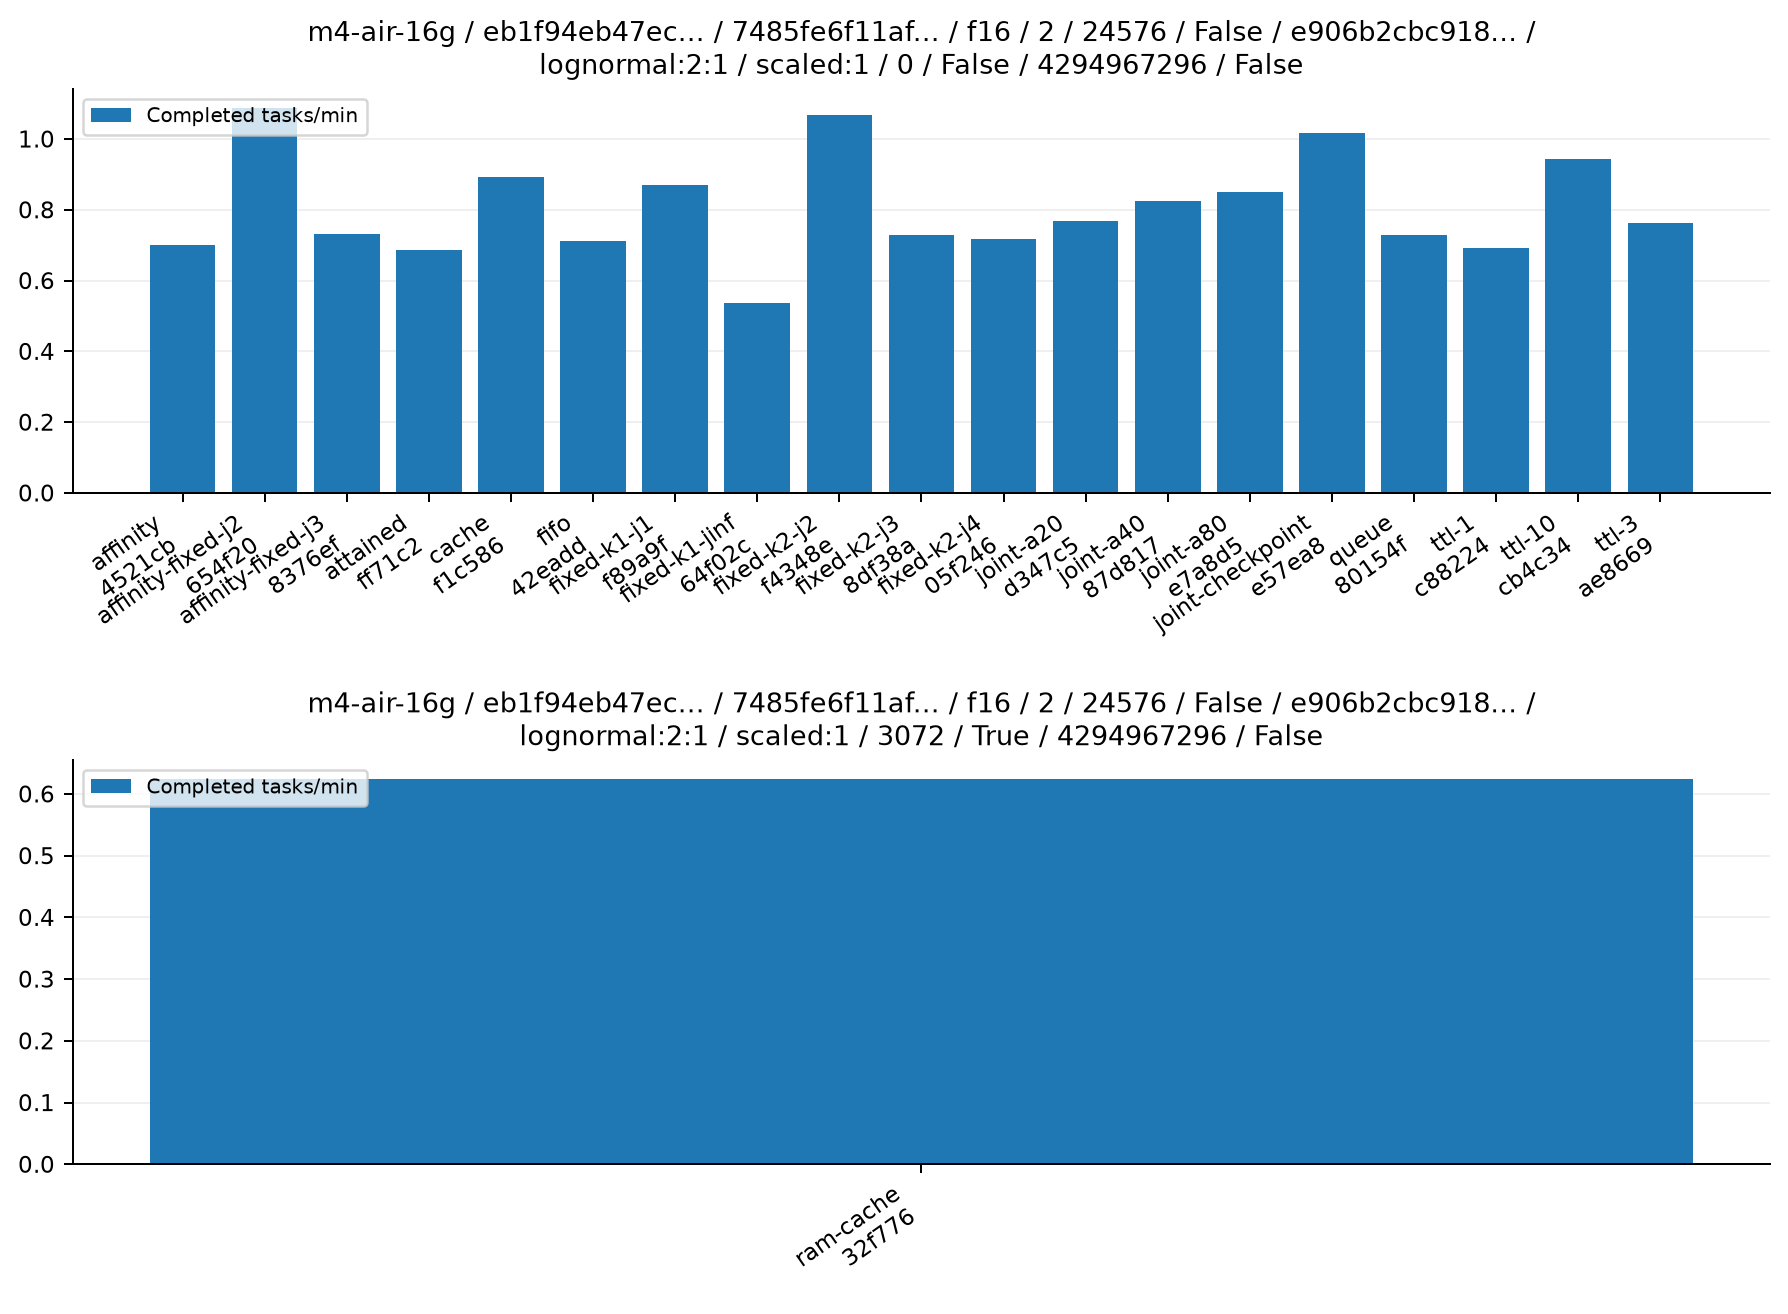 m4-air-16g / eb1f94eb47ec... / 7485fe6f11af... / f16 / 2 / 24576 / False / e906b2cbc918... /
lognormal:2:1 / scaled:1 / 0 / False / 4294967296 / False
Completed tasks/min
1.0
0.8
0.6
0.4
0.2
0.0
affinity
4521cb
affinity-fixed-j2
654f20
affinity-fixed-j3
8376ef
attained
ff71c2
cache
f1c586
fifo
42eadd
fixed-k1-j1
f89a9f
fixed-k1-jinf
64f02c
fixed-k2-j2
f4348e
fixed-k2-j3
8df38a
fixed-k2-j4
05f246
joint-a20
d347c5
joint-a40
87d817
joint-a80
e7a8d5
joint-checkpoint
e57ea8
queue
80154f
ttl-1
c88224
ttl-10
cb4c34
ttl-3
ae8669
m4-air-16g / eb1f94eb47ec... / 7485fe6f11af... / f16 / 2 / 24576 / False / e906b2cbc918... /
lognormal:2:1 / scaled:1 / 3072 / True / 4294967296 / False
Completed tasks/min
0.6
0.5
0.4
0.3
0.2
0.1
0.0
ram-cache
32f776